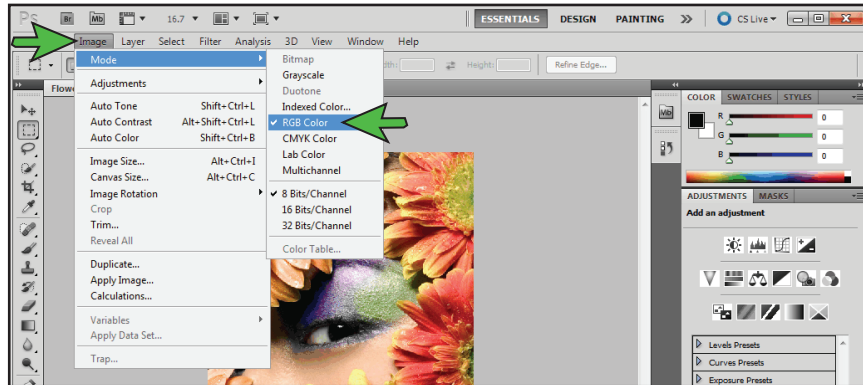 Ps Br Mb 16.7 ESSENTIALS DESIGN PAINTING CS Live
Image Layer Select Filter Analysis 3D View Window Help
Height: Refine Edge...
Mode
Adjustments
Auto Tone Shift+Ctrl+L
Auto Contrast Alt+Shift+Ctrl+L
Auto Color Shift+Ctrl+B
Image Size... Alt+Ctrl+I
Canvas Size... Alt+Ctrl+C
Image Rotation
Crop
Trim...
Reveal All
Duplicate...
Apply Image...
Calculations...
Variables
Apply Data Set...
Trap...
Bitmap
Grayscale
Duotone
Indexed Color...
RGB Color
CMYK Color
Lab Color
Multichannel
8 Bits/Channel
16 Bits/Channel
32 Bits/Channel
Color Table...
Mb
COLOR SWATCHES STYLES
R 0
G 0
B 0
ADJUSTMENTS MASKS
Add an adjustment
Levels Presets
Curves Presets
Exposure Presets